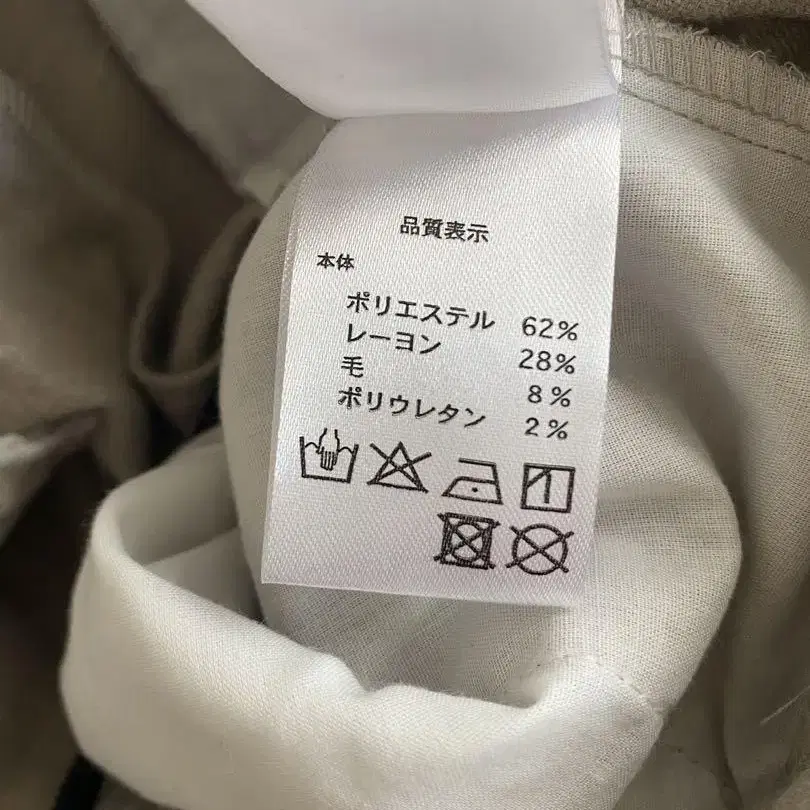 品質表示
本体
ポリエステル 62%
レーヨン 28%
毛 8%
ポリウレタン 2%